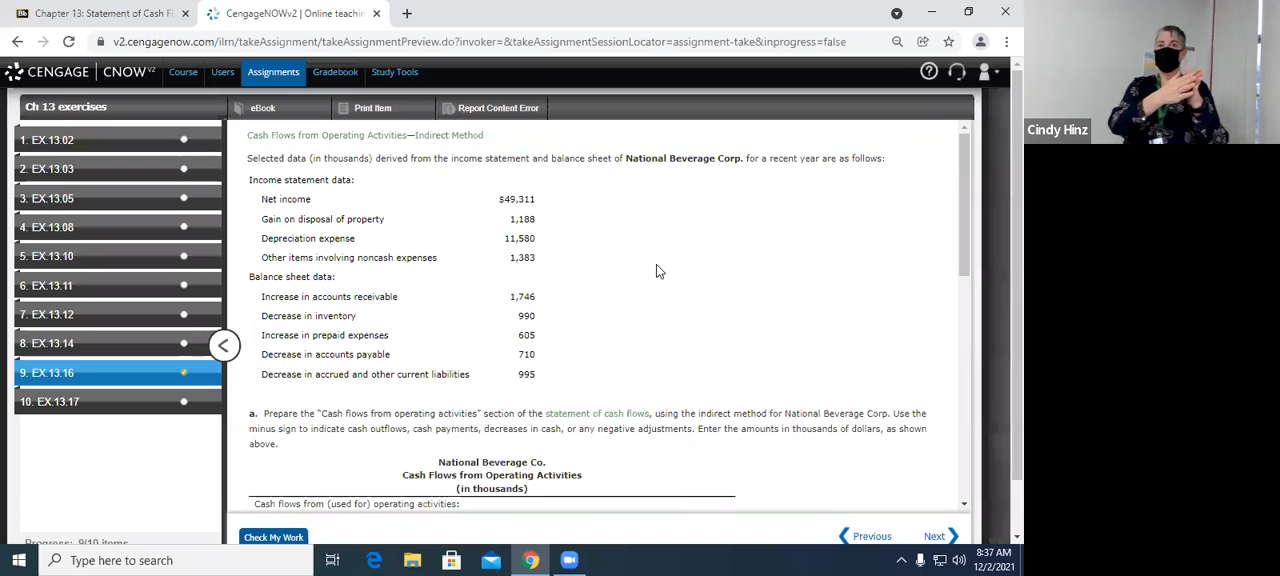 Chapter 13: Statement of Cash F
CengageNOWv2 | Online teachin
v2.cengagenow.com/ilrn/takeAssignment/takeAssignmentPreview.do?invoker=&takeAssignmentSessionLocator=assignment-take&inprogress=false
CENGAGE | CNOWv2 Course Users Assignments Gradebook Study Tools
Ch 13 exercises
eBook Print Item Report Content Error
1. EX.13.02
2. EX.13.03
3. EX.13.05
4. EX.13.08
5. EX.13.10
6. EX.13.11
7. EX.13.12
8. EX.13.14
9. EX.13.16
10. EX.13.17
Progress: 9/10 items
Cash Flows from Operating Activities—Indirect Method
Selected data (in thousands) derived from the income statement and balance sheet of National Beverage Corp. for a recent year are as follows:
Income statement data:
Net income $49,311
Gain on disposal of property 1,188
Depreciation expense 11,580
Other items involving noncash expenses 1,383
Balance sheet data:
Increase in accounts receivable 1,746
Decrease in inventory 990
Increase in prepaid expenses 605
Decrease in accounts payable 710
Decrease in accrued and other current liabilities 995
a. Prepare the "Cash flows from operating activities" section of the statement of cash flows, using the indirect method for National Beverage Corp. Use the
minus sign to indicate cash outflows, cash payments, decreases in cash, or any negative adjustments. Enter the amounts in thousands of dollars, as shown
above.
National Beverage Co.
Cash Flows from Operating Activities
(in thousands)
Cash flows from (used for) operating activities:
Check My Work
Previous Next
Cindy Hinz
Type here to search
8:37 AM
12/2/2021